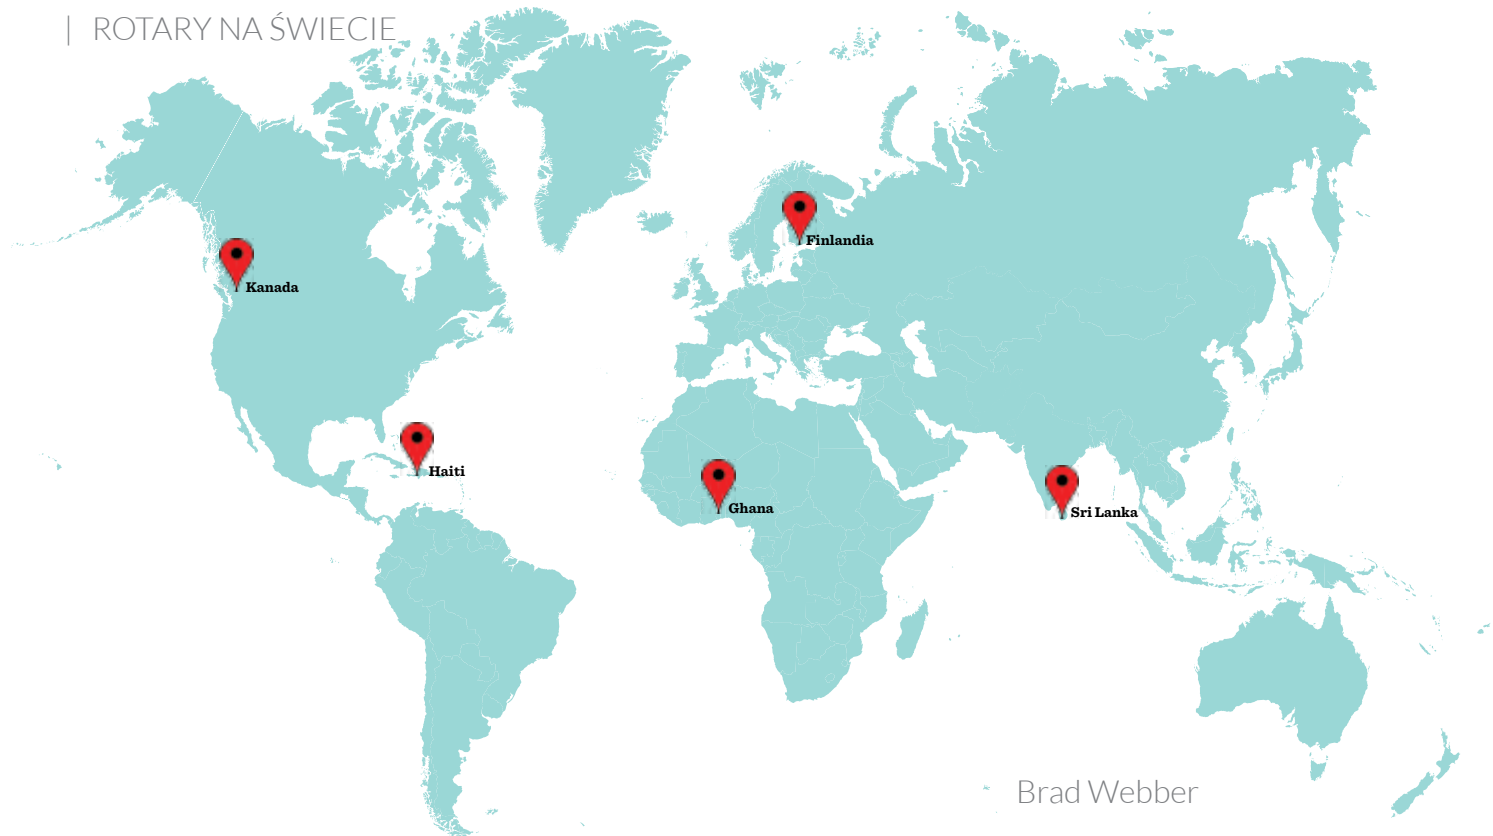 | ROTARY NA ŚWIECIE
Finlandia
Kanada
Haiti
Ghana
Sri Lanka
Brad Webber